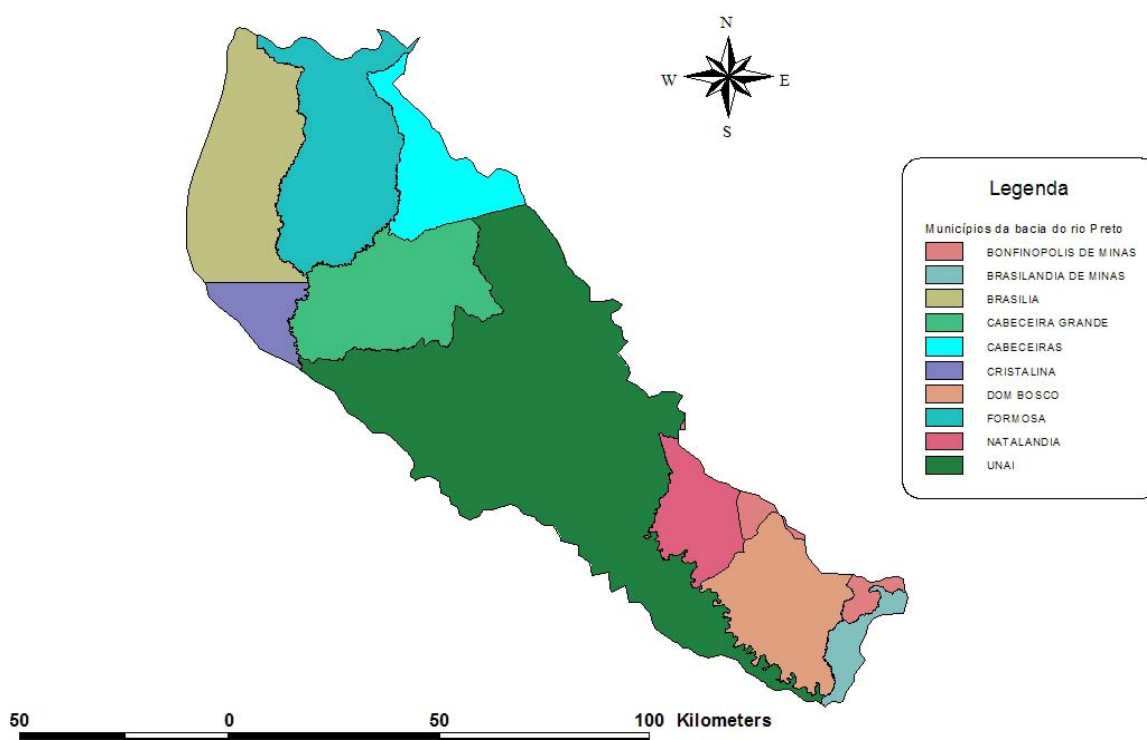 N
W E
S
Legenda
Municípios da bacia do rio Preto
BONFINOPOLIS DE MINAS
BRASILANDIA DE MINAS
BRASILIA
CABECEIRA GRANDE
CABECEIRAS
CRISTALINA
DOM BOSCO
FORMOSA
NATALANDIA
UNAI
50 0 50 100 Kilometers